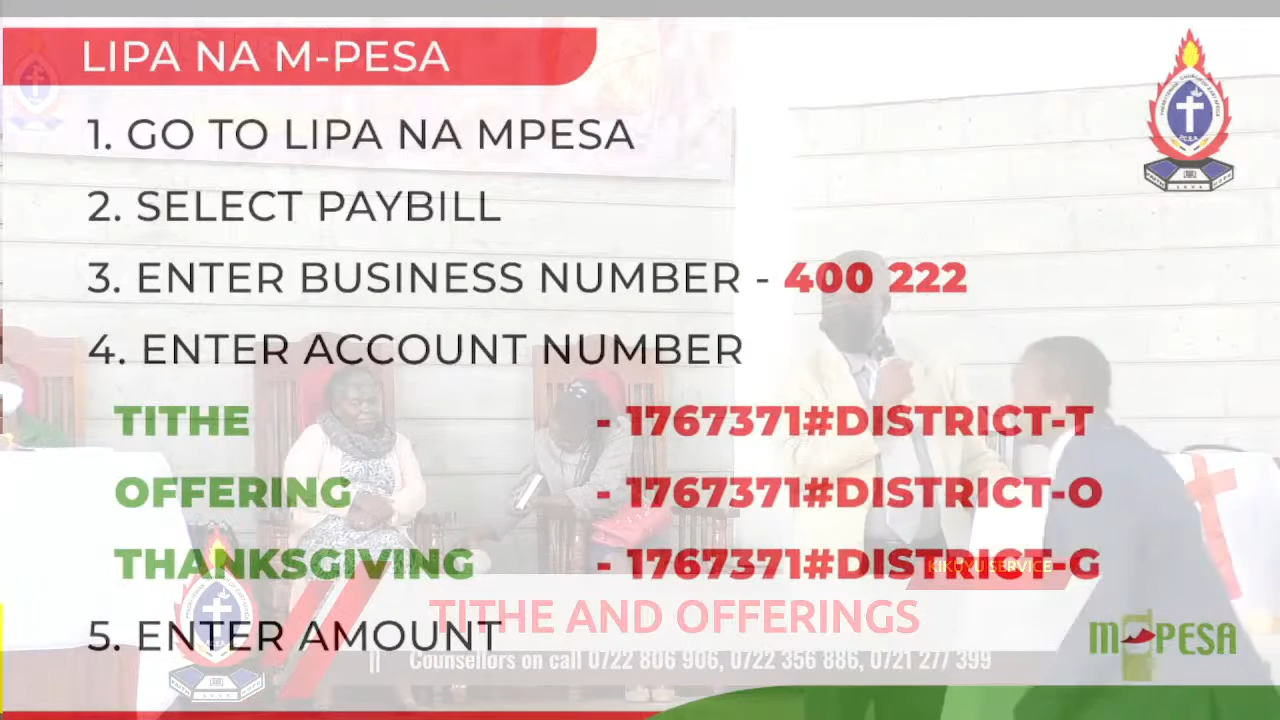 LIPA NA M-PESA
1. GO TO LIPA NA MPESA
2. SELECT PAYBILL
3. ENTER BUSINESS NUMBER - 400 222
4. ENTER ACCOUNT NUMBER
TITHE - 1767371#DISTRICT-T
OFFERING - 1767371#DISTRICT-O
THANKSGIVING - 1767371#DISTRICT-G
KIKUYU SERVICE
TITHE AND OFFERINGS
5. ENTER AMOUNT
M-PESA
Counsellors on call 0722 806 906, 0722 356 886, 0721 277 399